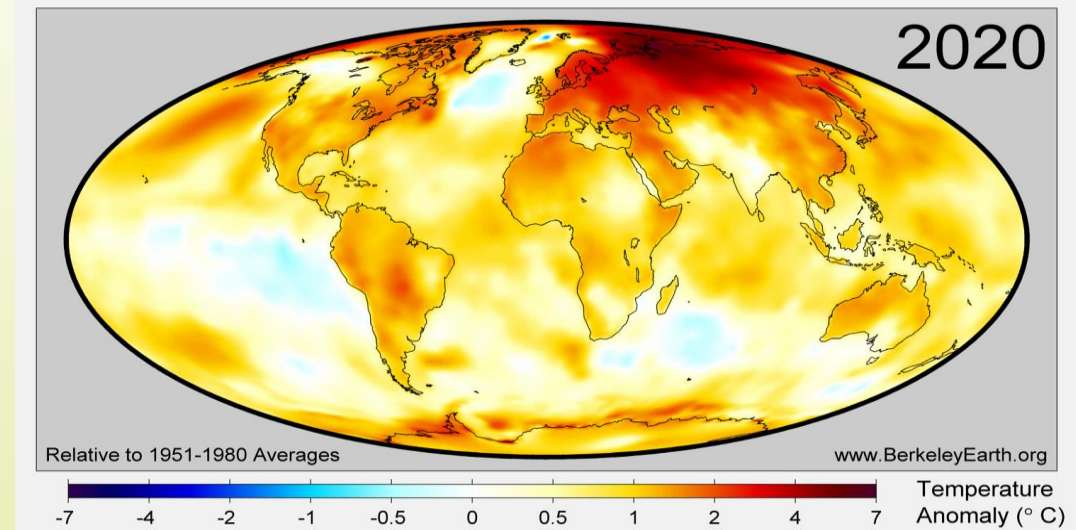 2020
Relative to 1951-1980 Averages
www.BerkeleyEarth.org
-7 -4 -2 -1 -0.5 0 0.5 1 2 4 7
Temperature
Anomaly (° C)